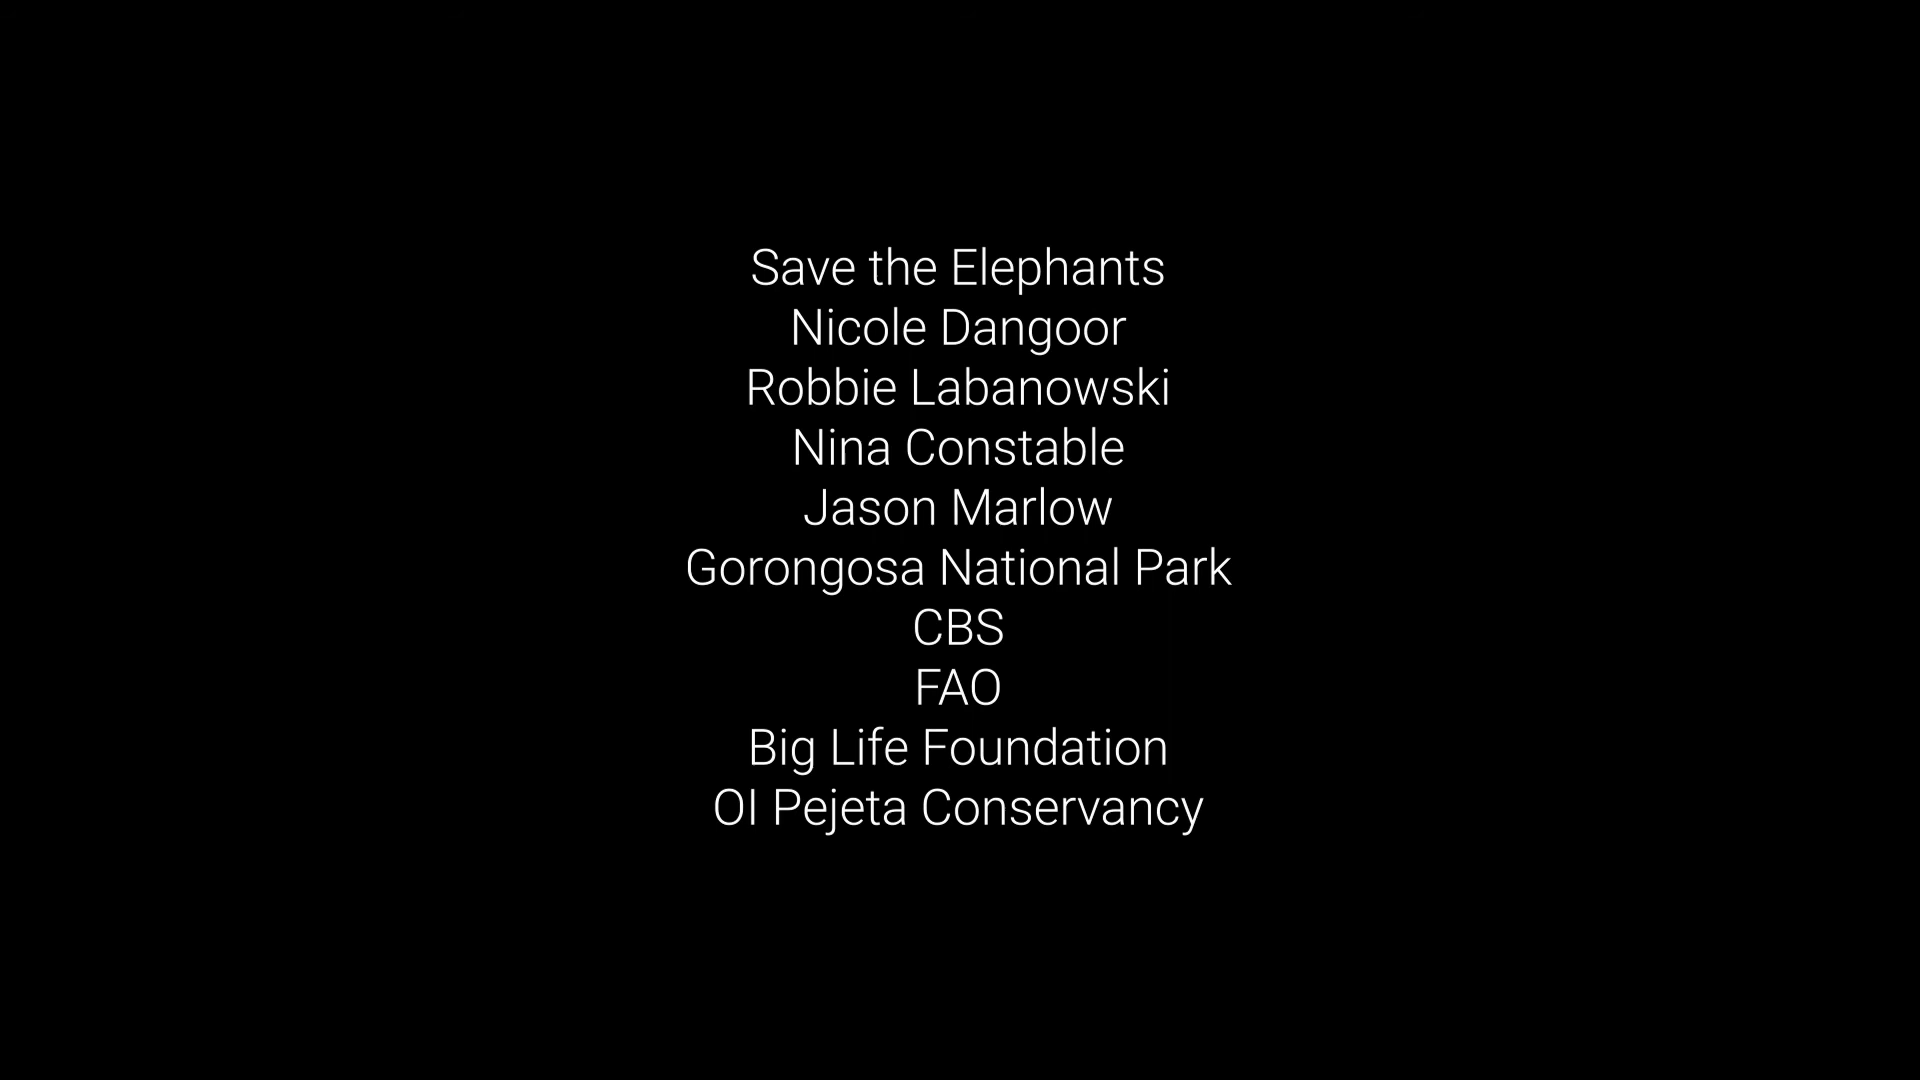 Save the Elephants
Nicole Dangoor
Robbie Labanowski
Nina Constable
Jason Marlow
Gorongosa National Park
CBS
FAO
Big Life Foundation
Ol Pejeta Conservancy